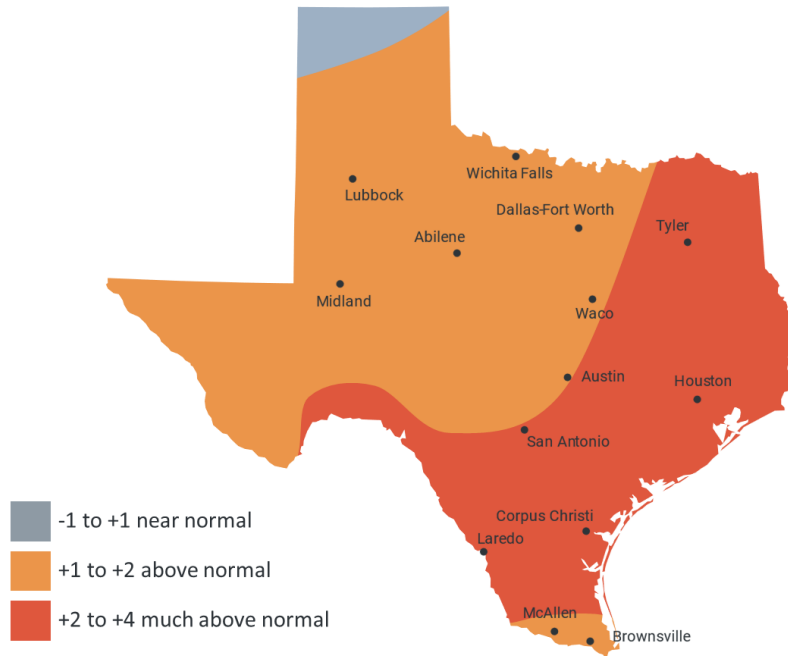 Wichita Falls
Lubbock
Dallas-Fort Worth
Tyler
Abilene
Midland
Waco
Austin
Houston
San Antonio
Corpus Christi
Laredo
McAllen
Brownsville
-1 to +1 near normal
+1 to +2 above normal
+2 to +4 much above normal